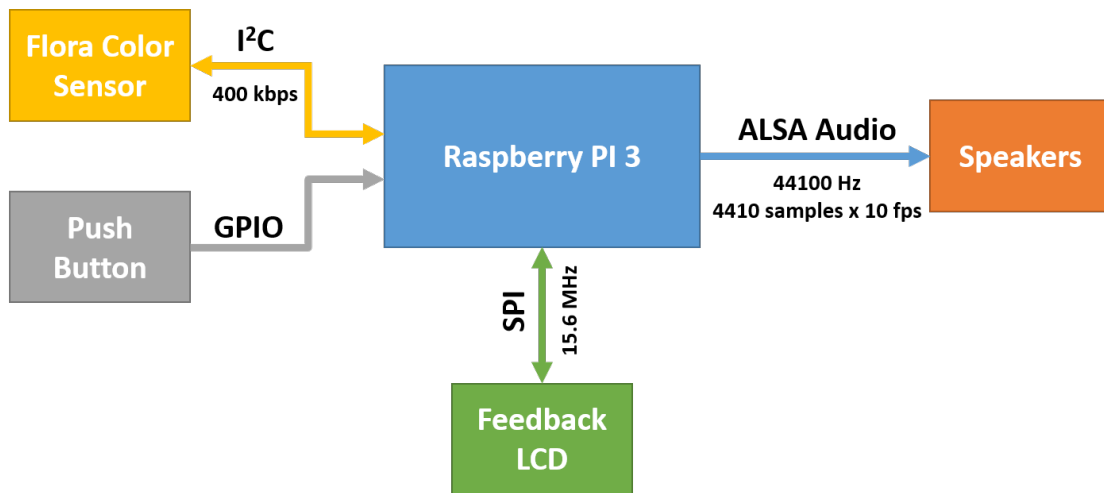 Flora Color
Sensor
I²C
400 kbps
Push
Button
GPIO
Raspberry PI 3
ALSA Audio
44100 Hz
4410 samples x 10 fps
Speakers
SPI
15.6 MHz
Feedback
LCD